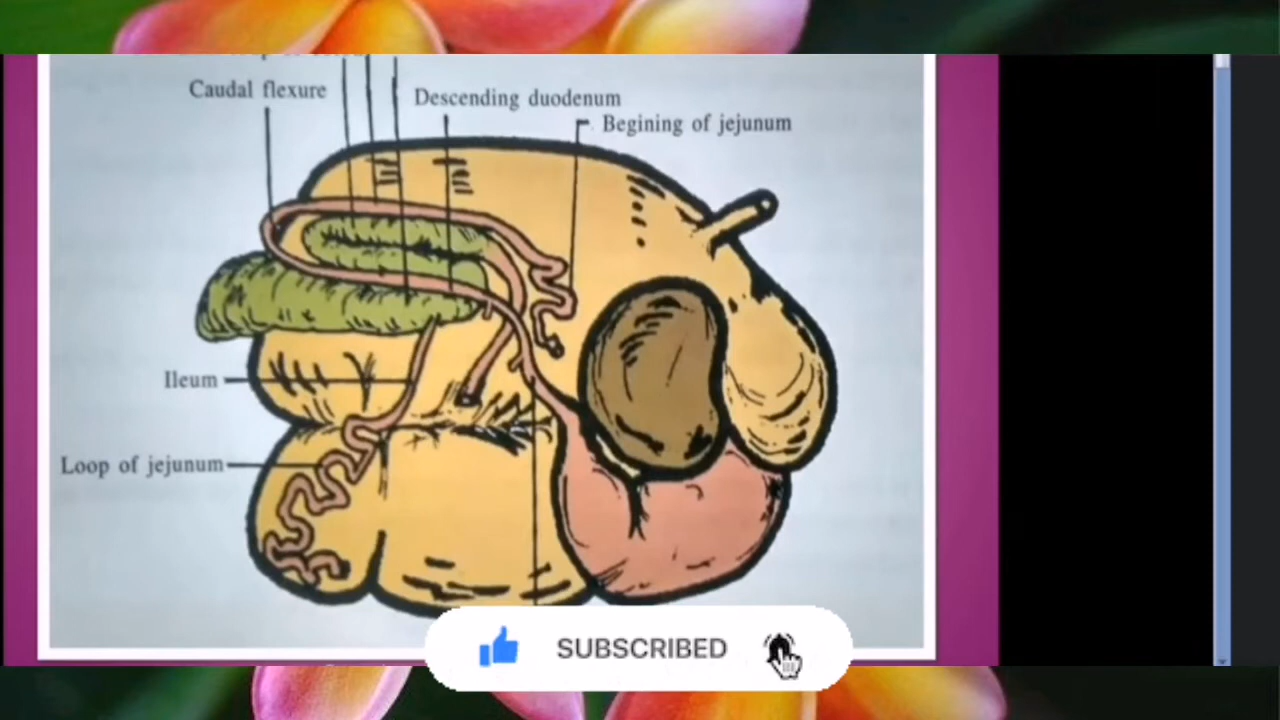 Caudal flexure
Descending duodenum
Begining of jejunum
Ileum
Loop of jejunum
SUBSCRIBED